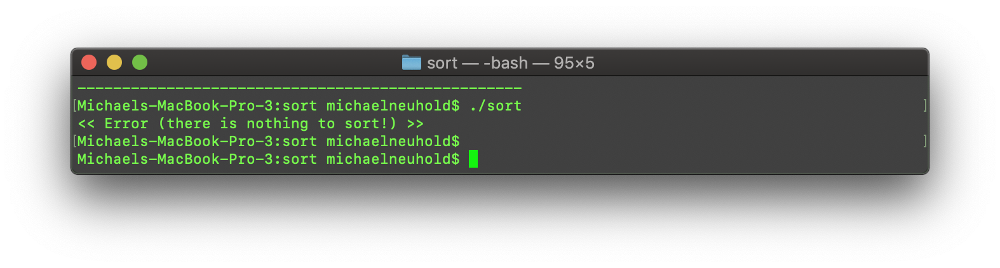 sort — -bash — 95×5
--------------------------------------------------
[Michaels-MacBook-Pro-3:sort michaelneuhold$ ./sort ]
<< Error (there is nothing to sort!) >>
[Michaels-MacBook-Pro-3:sort michaelneuhold$ ]
Michaels-MacBook-Pro-3:sort michaelneuhold$